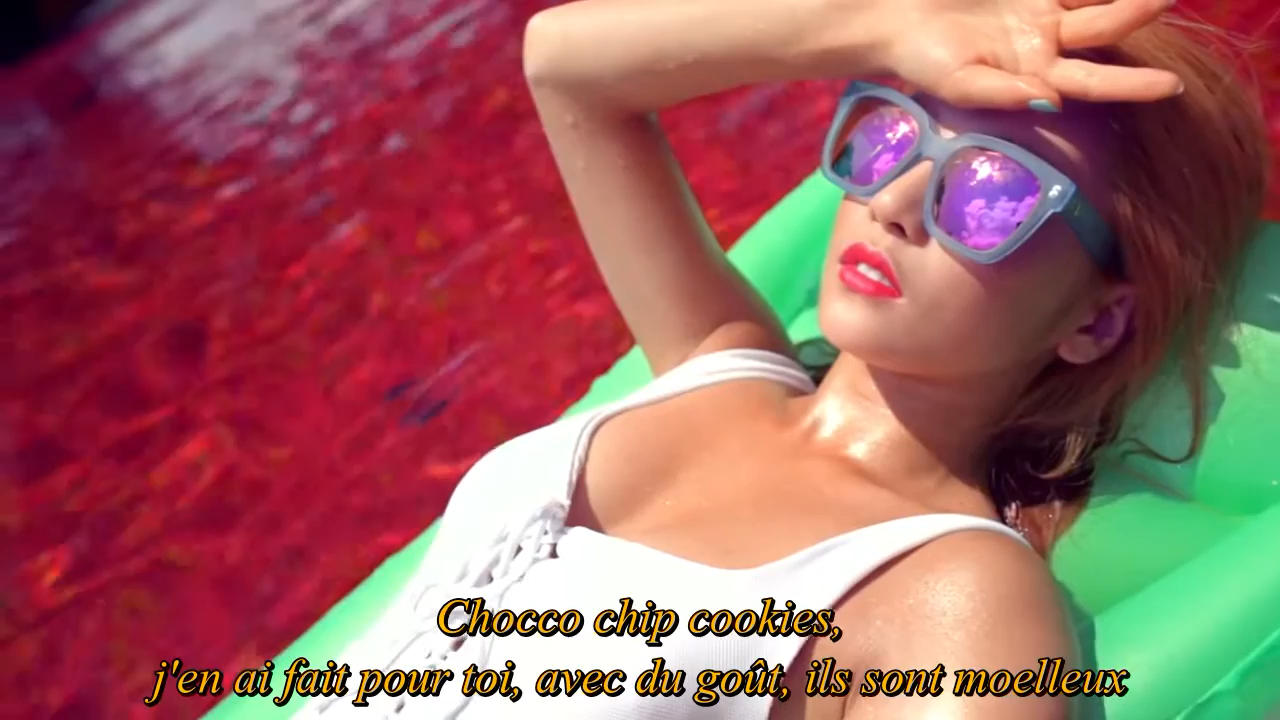 Chocco chip cookies,
j'en ai fait pour toi, avec du goût, ils sont moelleux